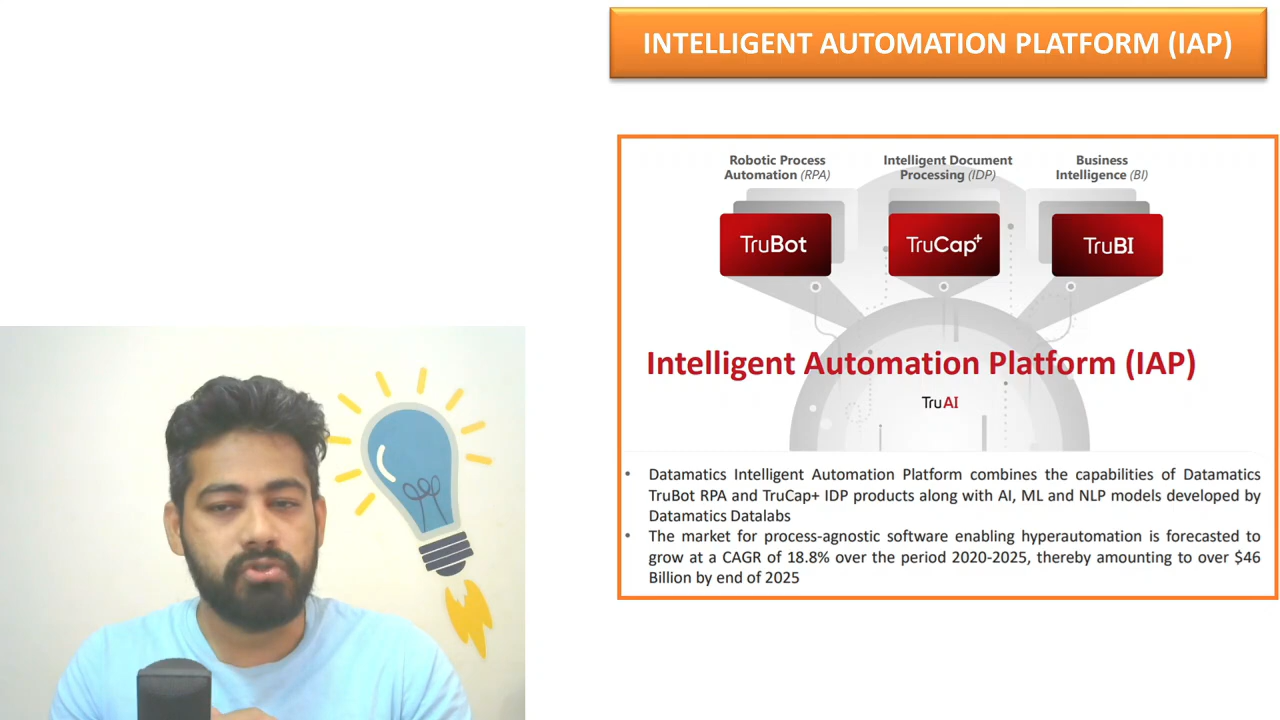 INTELLIGENT AUTOMATION PLATFORM (IAP)
Robotic Process
Automation (RPA)
Intelligent Document
Processing (IDP)
Business
Intelligence (BI)
TruBot
TruCap+
TruBI
Intelligent Automation Platform (IAP)
TruAI
• Datamatics Intelligent Automation Platform combines the capabilities of Datamatics
TruBot RPA and TruCap+ IDP products along with AI, ML and NLP models developed by
Datamatics Datalabs
• The market for process-agnostic software enabling hyperautomation is forecasted to
grow at a CAGR of 18.8% over the period 2020-2025, thereby amounting to over $46
Billion by end of 2025